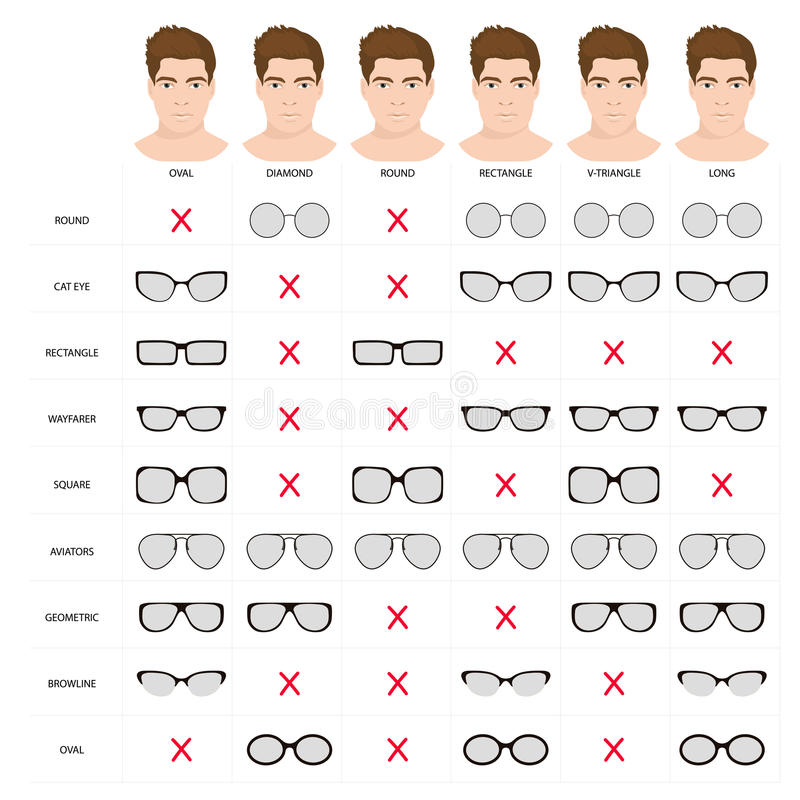 OVAL DIAMOND ROUND RECTANGLE V-TRIANGLE LONG
ROUND
CAT EYE
RECTANGLE
WAYFARER
dreamstime
SQUARE
AVIATORS
GEOMETRIC
BROWLINE
OVAL